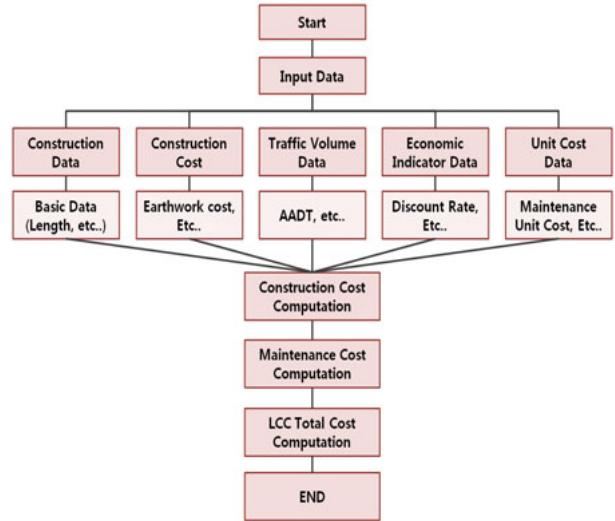 Start
Input Data
Construction
Data
Construction
Cost
Traffic Volume
Data
Economic
Indicator Data
Unit Cost
Data
Basic Data
(Length, etc..)
Earthwork cost,
Etc..
AADT, etc..
Discount Rate,
Etc..
Maintenance
Unit Cost, Etc..
Construction Cost
Computation
Maintenance Cost
Computation
LCC Total Cost
Computation
END